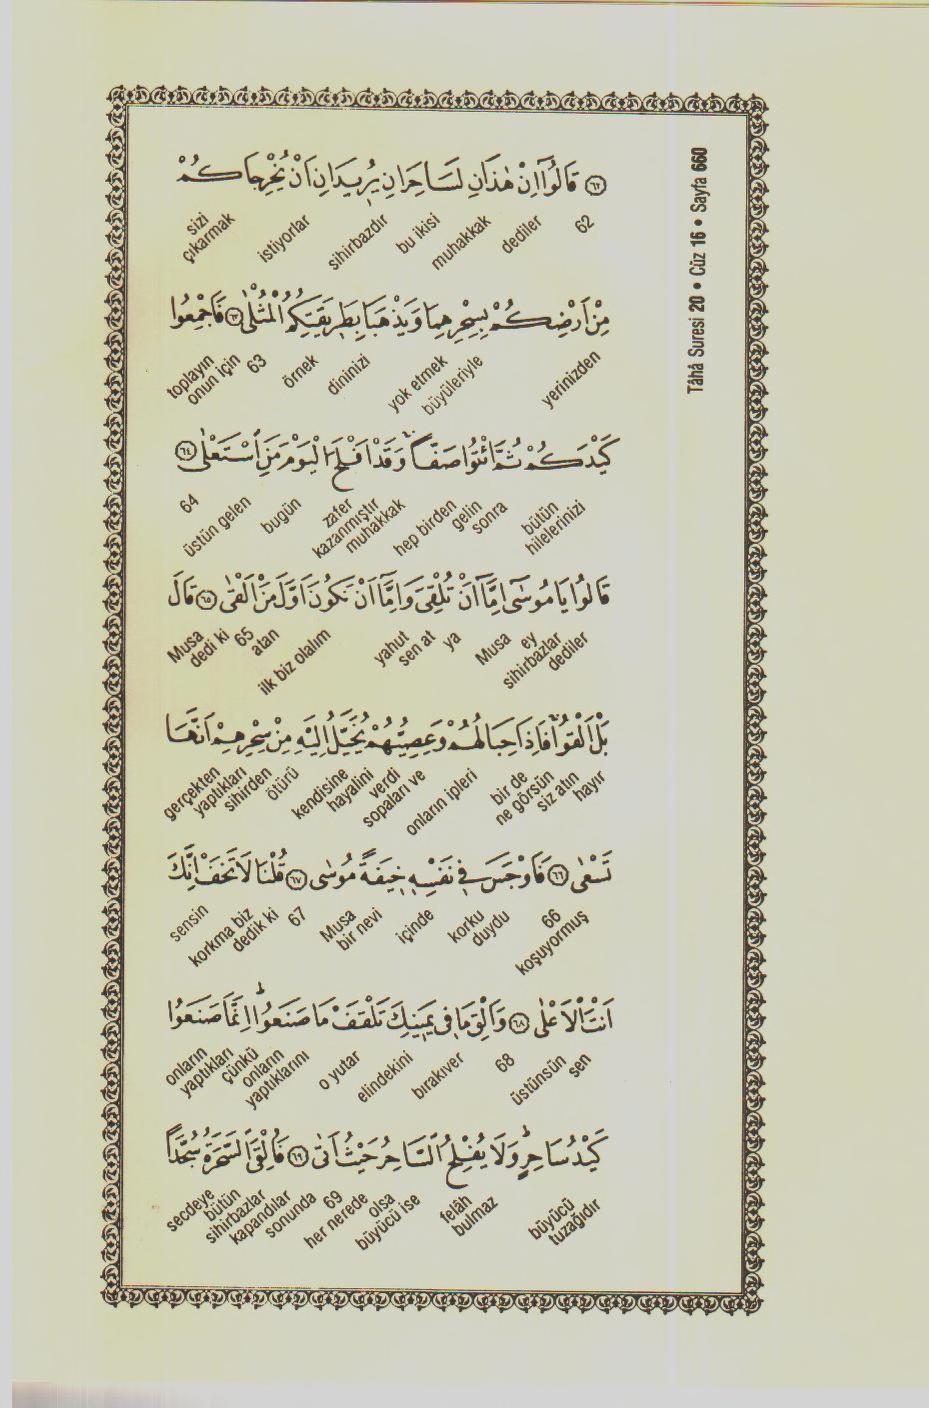 Tâhâ Suresi 20 • Cüz 16 • Sayfa 660
﴿٦٢﴾ قَالُٓوا اِنْ هٰذَانِ لَسَاحِرَانِ يُر۪يدَانِ اَنْ يُخْرِجَاكُمْ
62 dediler muhakkak bu ikisi sihirbazdır istiyorlar sizi çıkarmak
مِنْ اَرْضِكُمْ بِسِحْرِهِمَا وَيَذْهَبَا بِطَر۪يقَتِكُمُ الْمُثْلٰى ﴿٦٣﴾ فَاَجْمِعُوا
yerinizden büyüleriyle yok etmek dininizi örnek 63 onun için toplayın
كَيْدَكُمْ ثُمَّ ائْتُوا صَفًّاۚ وَقَدْ اَفْلَحَ الْيَوْمَ مَنِ اسْتَعْلٰى ﴿٦٤﴾
bütün hilelerinizi sonra gelin hep birden muhakkak kazanmıştır zafer bugün üstün gelen 64
قَالُوا يَا مُوسٰٓى اِمَّٓا اَنْ تُلْقِيَ وَاِمَّٓا اَنْ نَكُونَ اَوَّلَ مَنْ اَلْقٰى ﴿٦٥﴾ قَالَ
dediler sihirbazlar ey Musa ya sen at yahut ilk biz olalım atan 65 dedi ki Musa
بَلْ اَلْقُواۚ فَاِذَا حِبَالُهُمْ وَعِصِيُّهُمْ يُخَيَّلُ اِلَيْهِ مِنْ سِحْرِهِمْ اَنَّهَا
hayır siz atın ne görsün bir de onların ipleri sopaları ve verdi hayalini kendisine ötürü sihirden yaptıkları gerçekten
تَسْعٰى ﴿٦٦﴾ فَاَوْجَسَ ف۪ي نَفْسِه۪ خ۪يفَةً مُوسٰى ﴿٦٧﴾ قُلْنَا لَا تَخَفْ اِنَّكَ
koşuyormuş 66 duydu korku içinde bir nevi Musa 67 dedik ki korkma biz sensin
اَنْتَ الْاَعْلٰى ﴿٦٨﴾ وَاَلْقِ مَا ف۪ي يَم۪ينِكَ تَلْقَفْ مَا صَنَعُواۜ اِنَّمَا صَنَعُوا
sen üstünsün 68 bırakıver elindekini o yutar yaptıklarını onların çünkü yaptıkları onların
كَيْدُ سَاحِرٍۜ وَلَا يُفْلِحُ السَّاحِرُ حَيْثُ اَتٰى ﴿٦٩﴾ فَاُلْقِيَ السَّحَرَةُ سُجَّدًا
büyücü tuzağıdır bulmaz felâh büyücü ise olsa her nerede 69 sonunda kapandılar sihirbazlar bütün secdeye